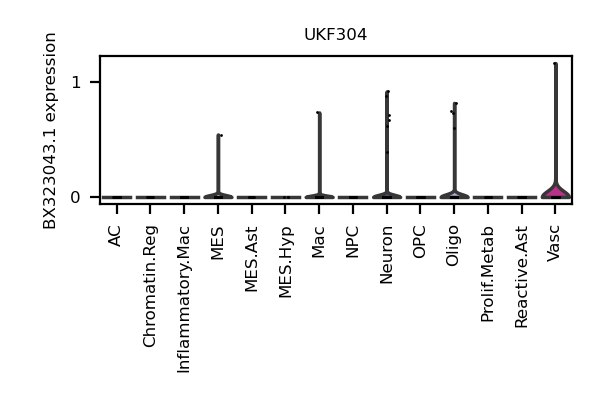 UKF304
BX323043.1 expression
1
0
AC
Chromatin.Reg
Inflammatory.Mac
MES
MES.Ast
MES.Hyp
Mac
NPC
Neuron
OPC
Oligo
Prolif.Metab
Reactive.Ast
Vasc